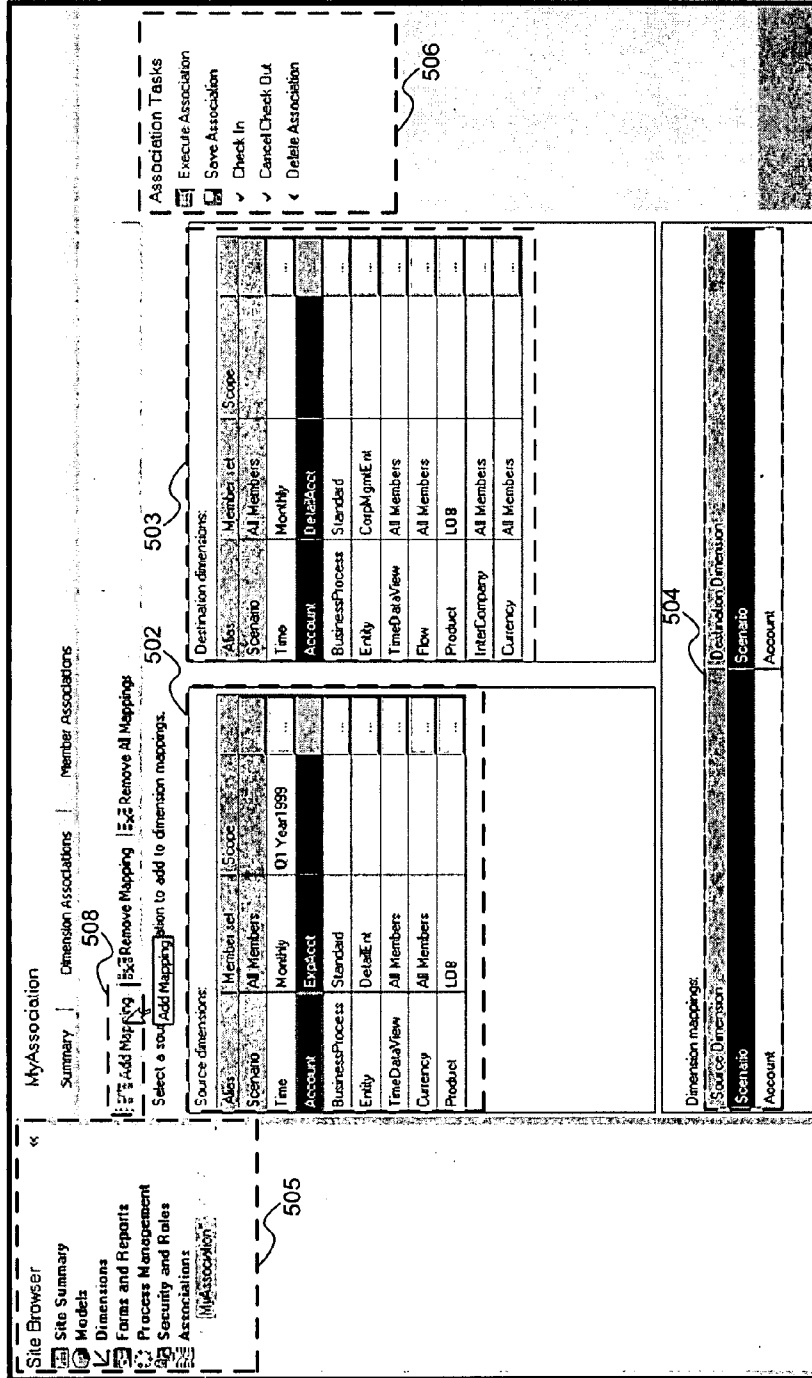 Site Browser «
Site Summary
Models
Dimensions
Forms and Reports
Process Management
Security and Roles
Associations
MyAssociation
505
MyAssociation
Summary | Dimension Associations | Member Associations
508
Add Mapping | Remove Mapping | Remove All Mappings
Select a sou Add Mapping ation to add to dimension mappings.
502
Source dimensions:
Alias Member set Scope
Scenario All Members
Time Monthly Q1 Year1999 ...
Account ExpAcct
BusinessProcess Standard ...
Entity DetailEnt ...
TimeDataView All Members ...
Currency All Members ...
Product LOB ...
503
Destination dimensions:
Alias Member set Scope
Scenario All Members
Time Monthly ...
Account DetailAcct
BusinessProcess Standard ...
Entity CorpMgmtEnt ...
TimeDataView All Members ...
Flow All Members ...
Product LOB ...
InterCompany All Members ...
Currency All Members ...
504
Dimension mappings:
Source Dimension Destination Dimension
Scenario Scenario
Account Account
Association Tasks
Execute Association
Save Association
Check In
Cancel Check Out
Delete Association
506